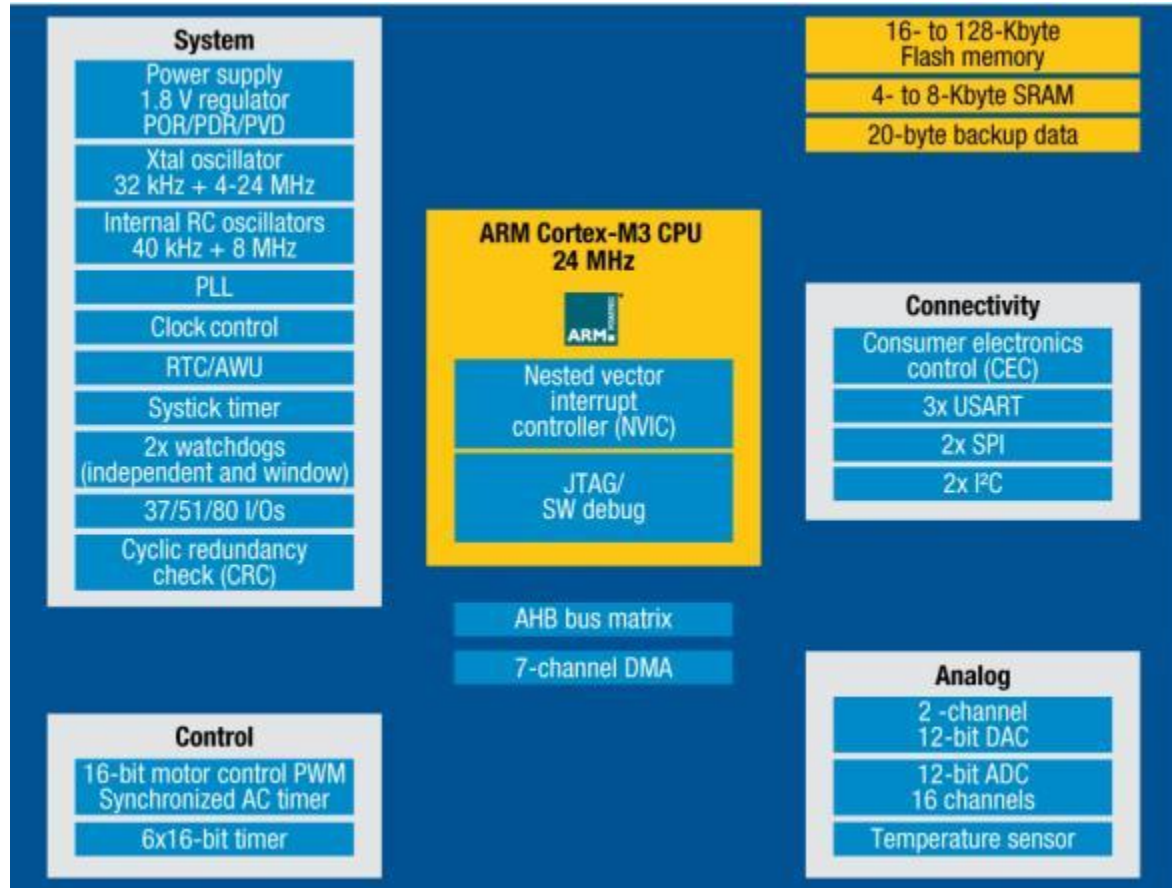 System
Power supply
1.8 V regulator
POR/PDR/PVD
Xtal oscillator
32 kHz + 4-24 MHz
Internal RC oscillators
40 kHz + 8 MHz
PLL
Clock control
RTC/AWU
Systick timer
2x watchdogs
(independent and window)
37/51/80 I/Os
Cyclic redundancy
check (CRC)
Control
16-bit motor control PWM
Synchronized AC timer
6x16-bit timer
ARM Cortex-M3 CPU
24 MHz
ARM
Nested vector
interrupt
controller (NVIC)
JTAG/
SW debug
AHB bus matrix
7-channel DMA
16- to 128-Kbyte
Flash memory
4- to 8-Kbyte SRAM
20-byte backup data
Connectivity
Consumer electronics
control (CEC)
3x USART
2x SPI
2x I²C
Analog
2 -channel
12-bit DAC
12-bit ADC
16 channels
Temperature sensor